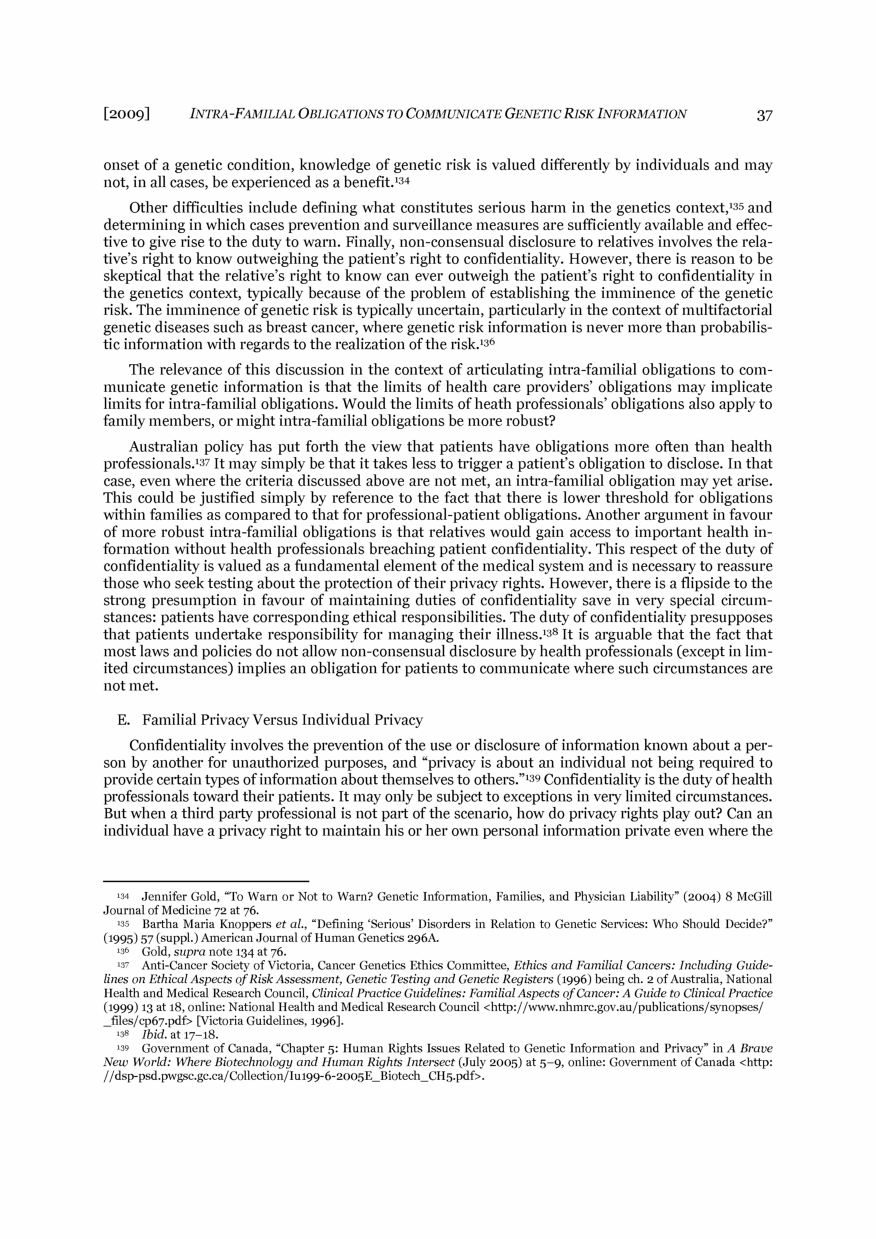 [2009] INTRA-FAMILIAL OBLIGATIONS TO COMMUNICATE GENETIC RISK INFORMATION 37
onset of a genetic condition, knowledge of genetic risk is valued differently by individuals and may
not, in all cases, be experienced as a benefit.134
Other difficulties include defining what constitutes serious harm in the genetics context,135 and
determining in which cases prevention and surveillance measures are sufficiently available and effec-
tive to give rise to the duty to warn. Finally, non-consensual disclosure to relatives involves the rela-
tive's right to know outweighing the patient's right to confidentiality. However, there is reason to be
skeptical that the relative's right to know can ever outweigh the patient's right to confidentiality in
the genetics context, typically because of the problem of establishing the imminence of the genetic
risk. The imminence of genetic risk is typically uncertain, particularly in the context of multifactorial
genetic diseases such as breast cancer, where genetic risk information is never more than probabilis-
tic information with regards to the realization of the risk.136
The relevance of this discussion in the context of articulating intra-familial obligations to com-
municate genetic information is that the limits of health care providers' obligations may implicate
limits for intra-familial obligations. Would the limits of heath professionals' obligations also apply to
family members, or might intra-familial obligations be more robust?
Australian policy has put forth the view that patients have obligations more often than health
professionals.137 It may simply be that it takes less to trigger a patient's obligation to disclose. In that
case, even where the criteria discussed above are not met, an intra-familial obligation may yet arise.
This could be justified simply by reference to the fact that there is lower threshold for obligations
within families as compared to that for professional-patient obligations. Another argument in favour
of more robust intra-familial obligations is that relatives would gain access to important health in-
formation without health professionals breaching patient confidentiality. This respect of the duty of
confidentiality is valued as a fundamental element of the medical system and is necessary to reassure
those who seek testing about the protection of their privacy rights. However, there is a flipside to the
strong presumption in favour of maintaining duties of confidentiality save in very special circum-
stances: patients have corresponding ethical responsibilities. The duty of confidentiality presupposes
that patients undertake responsibility for managing their illness.138 It is arguable that the fact that
most laws and policies do not allow non-consensual disclosure by health professionals (except in lim-
ited circumstances) implies an obligation for patients to communicate where such circumstances are
not met.
E. Familial Privacy Versus Individual Privacy
Confidentiality involves the prevention of the use or disclosure of information known about a per-
son by another for unauthorized purposes, and “privacy is about an individual not being required to
provide certain types of information about themselves to others.”139 Confidentiality is the duty of health
professionals toward their patients. It may only be subject to exceptions in very limited circumstances.
But when a third party professional is not part of the scenario, how do privacy rights play out? Can an
individual have a privacy right to maintain his or her own personal information private even where the
134 Jennifer Gold, “To Warn or Not to Warn? Genetic Information, Families, and Physician Liability” (2004) 8 McGill
Journal of Medicine 72 at 76.
135 Bartha Maria Knoppers et al., “Defining ‘Serious’ Disorders in Relation to Genetic Services: Who Should Decide?”
(1995) 57 (suppl.) American Journal of Human Genetics 296A.
136 Gold, supra note 134 at 76.
137 Anti-Cancer Society of Victoria, Cancer Genetics Ethics Committee, Ethics and Familial Cancers: Including Guide-
lines on Ethical Aspects of Risk Assessment, Genetic Testing and Genetic Registers (1996) being ch. 2 of Australia, National
Health and Medical Research Council, Clinical Practice Guidelines: Familial Aspects of Cancer: A Guide to Clinical Practice
(1999) 13 at 18, online: National Health and Medical Research Council <http://www.nhmrc.gov.au/publications/synopses/
_files/cp67.pdf> [Victoria Guidelines, 1996].
138 Ibid. at 17–18.
139 Government of Canada, “Chapter 5: Human Rights Issues Related to Genetic Information and Privacy” in A Brave
New World: Where Biotechnology and Human Rights Intersect (July 2005) at 5–9, online: Government of Canada <http:
//dsp-psd.pwgsc.gc.ca/Collection/Iu199-6-2005E_Biotech_CH5.pdf>.